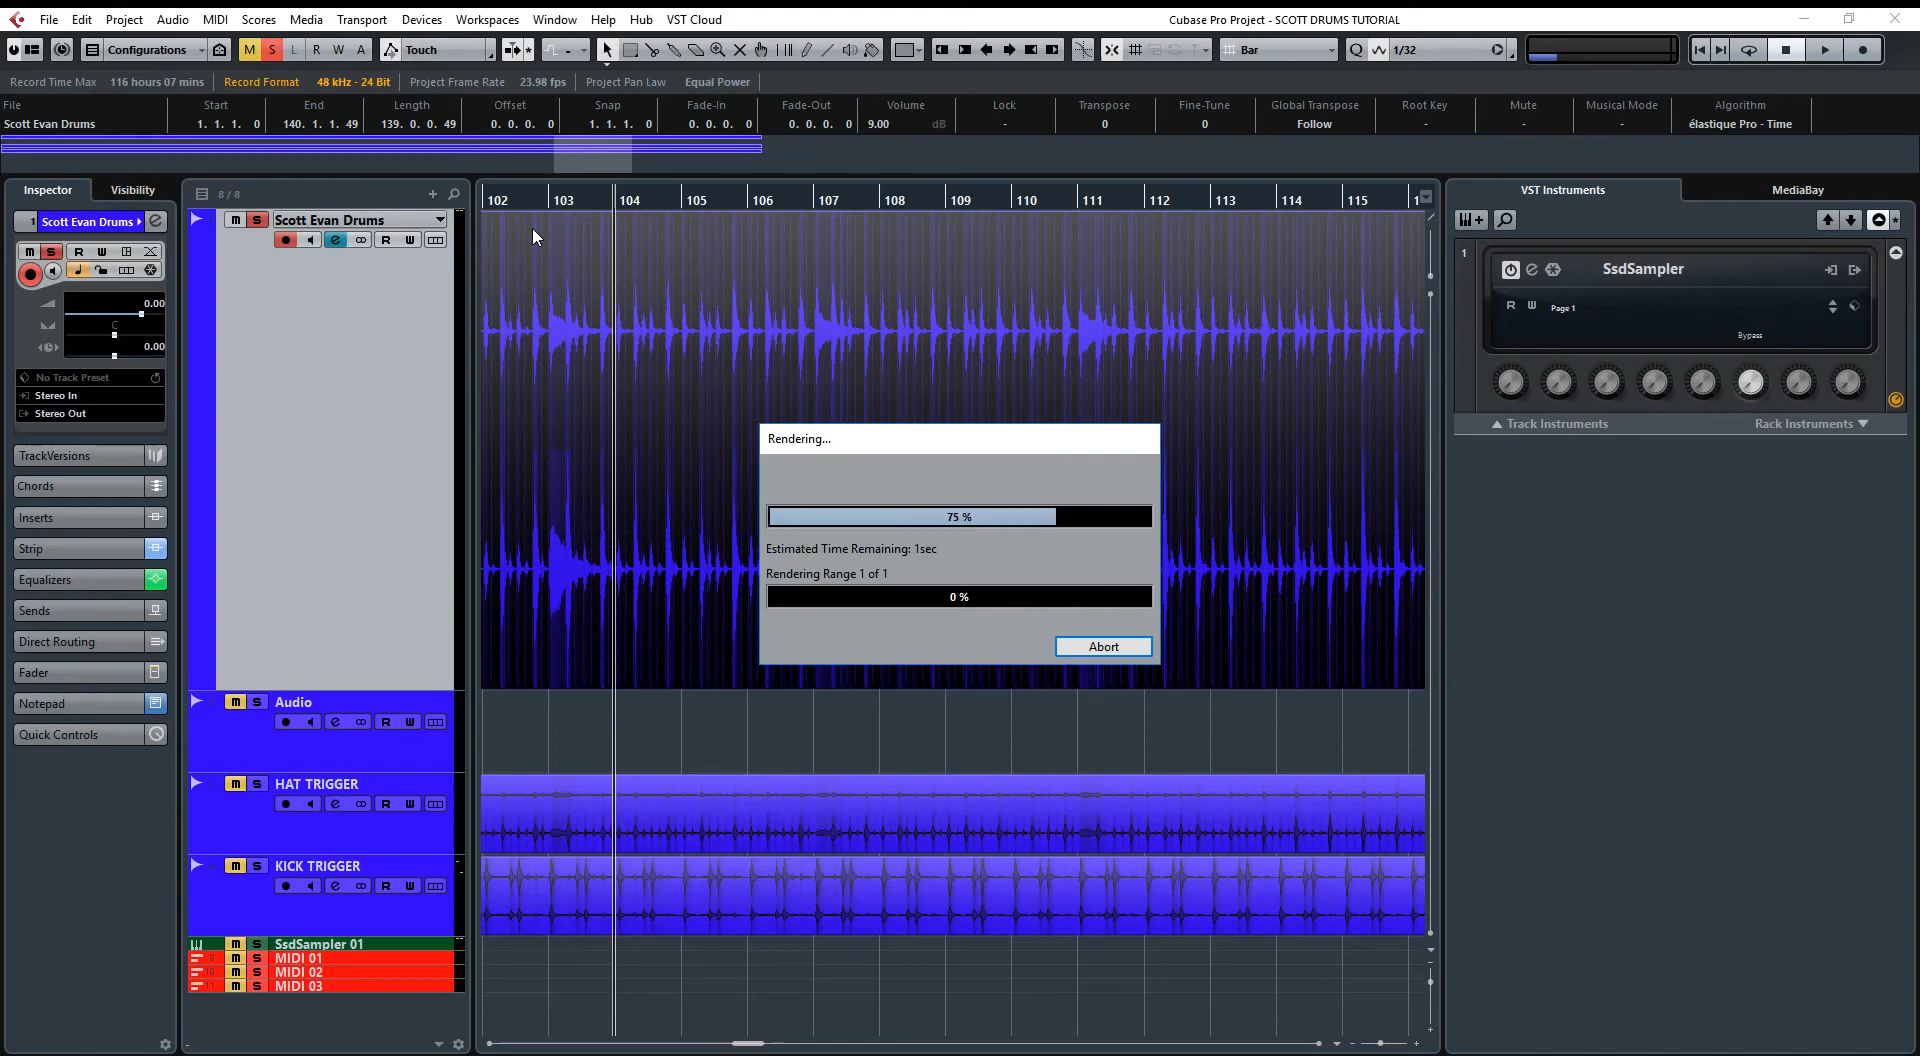 File Edit Project Audio MIDI Scores Media Transport Devices Workspaces Window Help Hub VST Cloud
Cubase Pro Project - SCOTT DRUMS TUTORIAL
Configurations M S L R W A Touch Bar Q 1/32
Record Time Max 116 hours 07 mins Record Format 48 kHz - 24 Bit Project Frame Rate 23.98 fps Project Pan Law Equal Power
File Start End Length Offset Snap Fade-In Fade-Out Volume Lock Transpose Fine-Tune Global Transpose Root Key Mute Musical Mode Algorithm
Scott Evan Drums 1. 1. 1. 0 140. 1. 1. 49 139. 0. 0. 49 0. 0. 0. 0 1. 1. 1. 0 0. 0. 0. 0 0. 0. 0. 0 9.00 dB - 0 0 Follow - - - élastique Pro - Time
Inspector Visibility
8 / 8
102 103 104 105 106 107 108 109 110 111 112 113 114 115 1
VST Instruments MediaBay
1 Scott Evan Drums
m s Scott Evan Drums
e R W
m s R W
0.00
C
0.00
No Track Preset
Stereo In
Stereo Out
TrackVersions
Chords
Inserts
Strip
Equalizers
Sends
Direct Routing
Fader
Notepad
Quick Controls
1 SsdSampler
R W Page 1
Bypass
Track Instruments Rack Instruments
Rendering...
75 %
Estimated Time Remaining: 1sec
Rendering Range 1 of 1
0 %
Abort
m s Audio
e R W
m s HAT TRIGGER
e R W
m s KICK TRIGGER
e R W
m s SsdSampler 01
9 m s MIDI 01
10 m s MIDI 02
11 m s MIDI 03